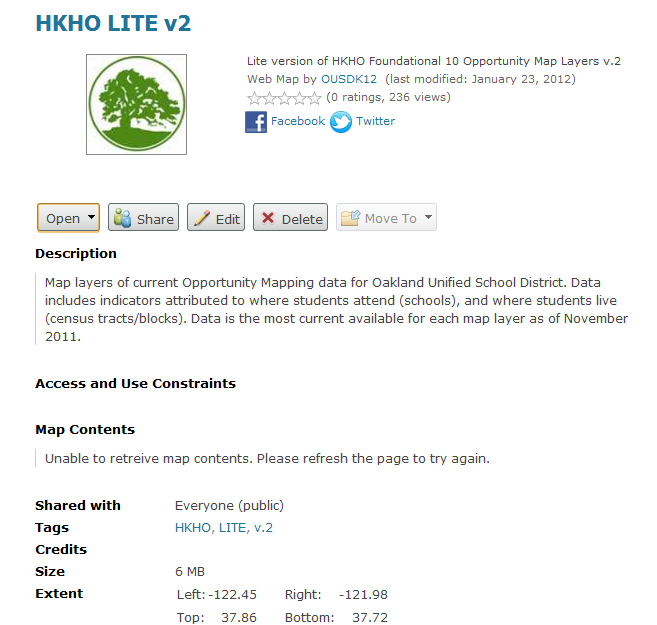 HKHO LITE v2
Lite version of HKHO Foundational 10 Opportunity Map Layers v.2
Web Map by OUSDK12 (last modified: January 23, 2012)
(0 ratings, 236 views)
Facebook Twitter
Open Share Edit Delete Move To
Description
Map layers of current Opportunity Mapping data for Oakland Unified School District. Data
includes indicators attributed to where students attend (schools), and where students live
(census tracts/blocks). Data is the most current available for each map layer as of November
2011.
Access and Use Constraints
Map Contents
Unable to retreive map contents. Please refresh the page to try again.
Shared with Everyone (public)
Tags HKHO, LITE, v.2
Credits
Size 6 MB
Extent Left: -122.45 Right: -121.98
Top: 37.86 Bottom: 37.72